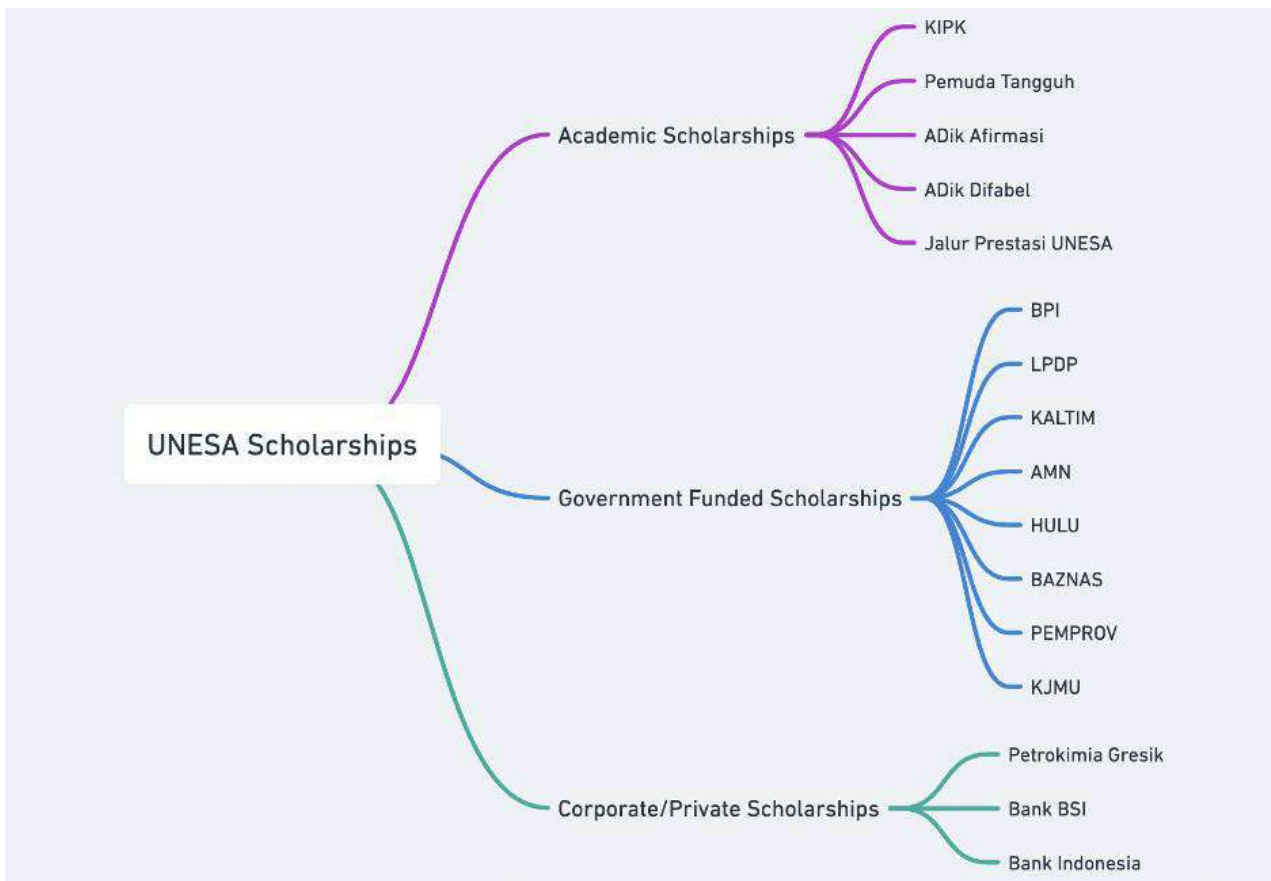 UNESA Scholarships
Academic Scholarships
KIPK
Pemuda Tangguh
ADik Afirmasi
ADik Difabel
Jalur Prestasi UNESA
Government Funded Scholarships
BPI
LPDP
KALTIM
AMN
HULU
BAZNAS
PEMPROV
KJMU
Corporate/Private Scholarships
Petrokimia Gresik
Bank BSI
Bank Indonesia